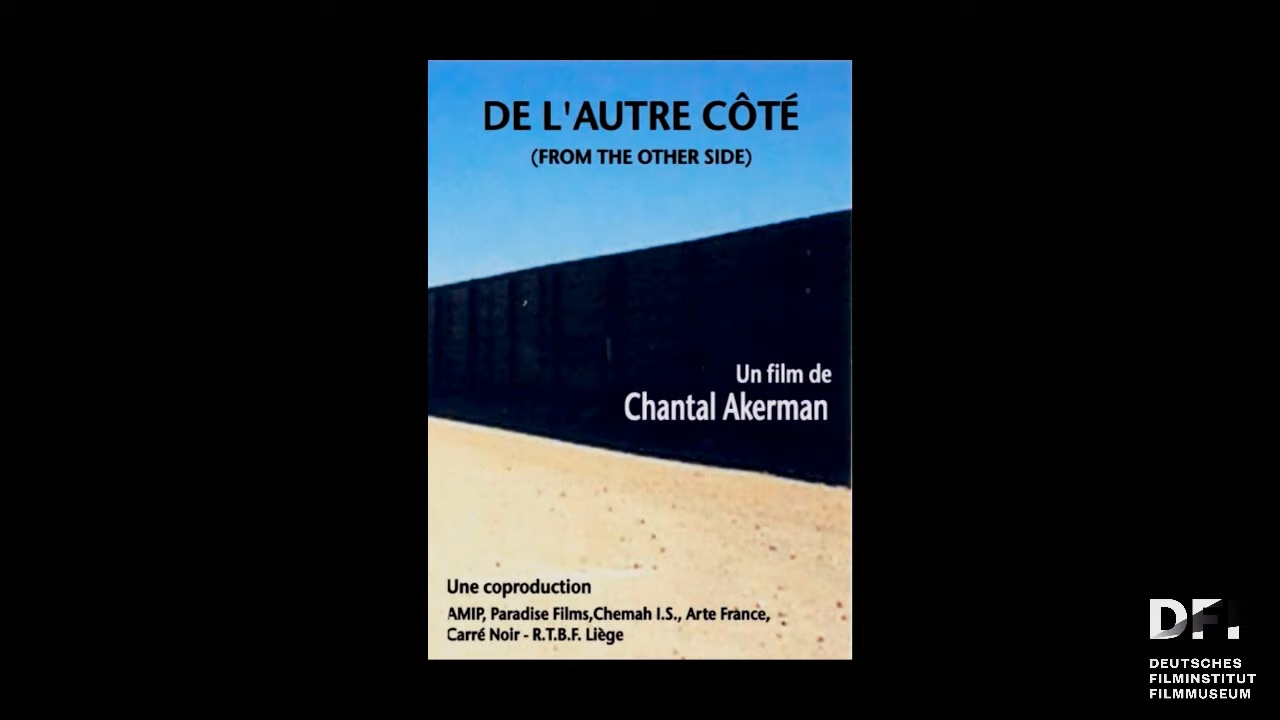 DE L'AUTRE CÔTÉ
(FROM THE OTHER SIDE)
Un film de
Chantal Akerman
Une coproduction
AMIP, Paradise Films,Chemah I.S., Arte France,
Carré Noir - R.T.B.F. Liège
DFF
DEUTSCHES
FILMINSTITUT
FILMMUSEUM